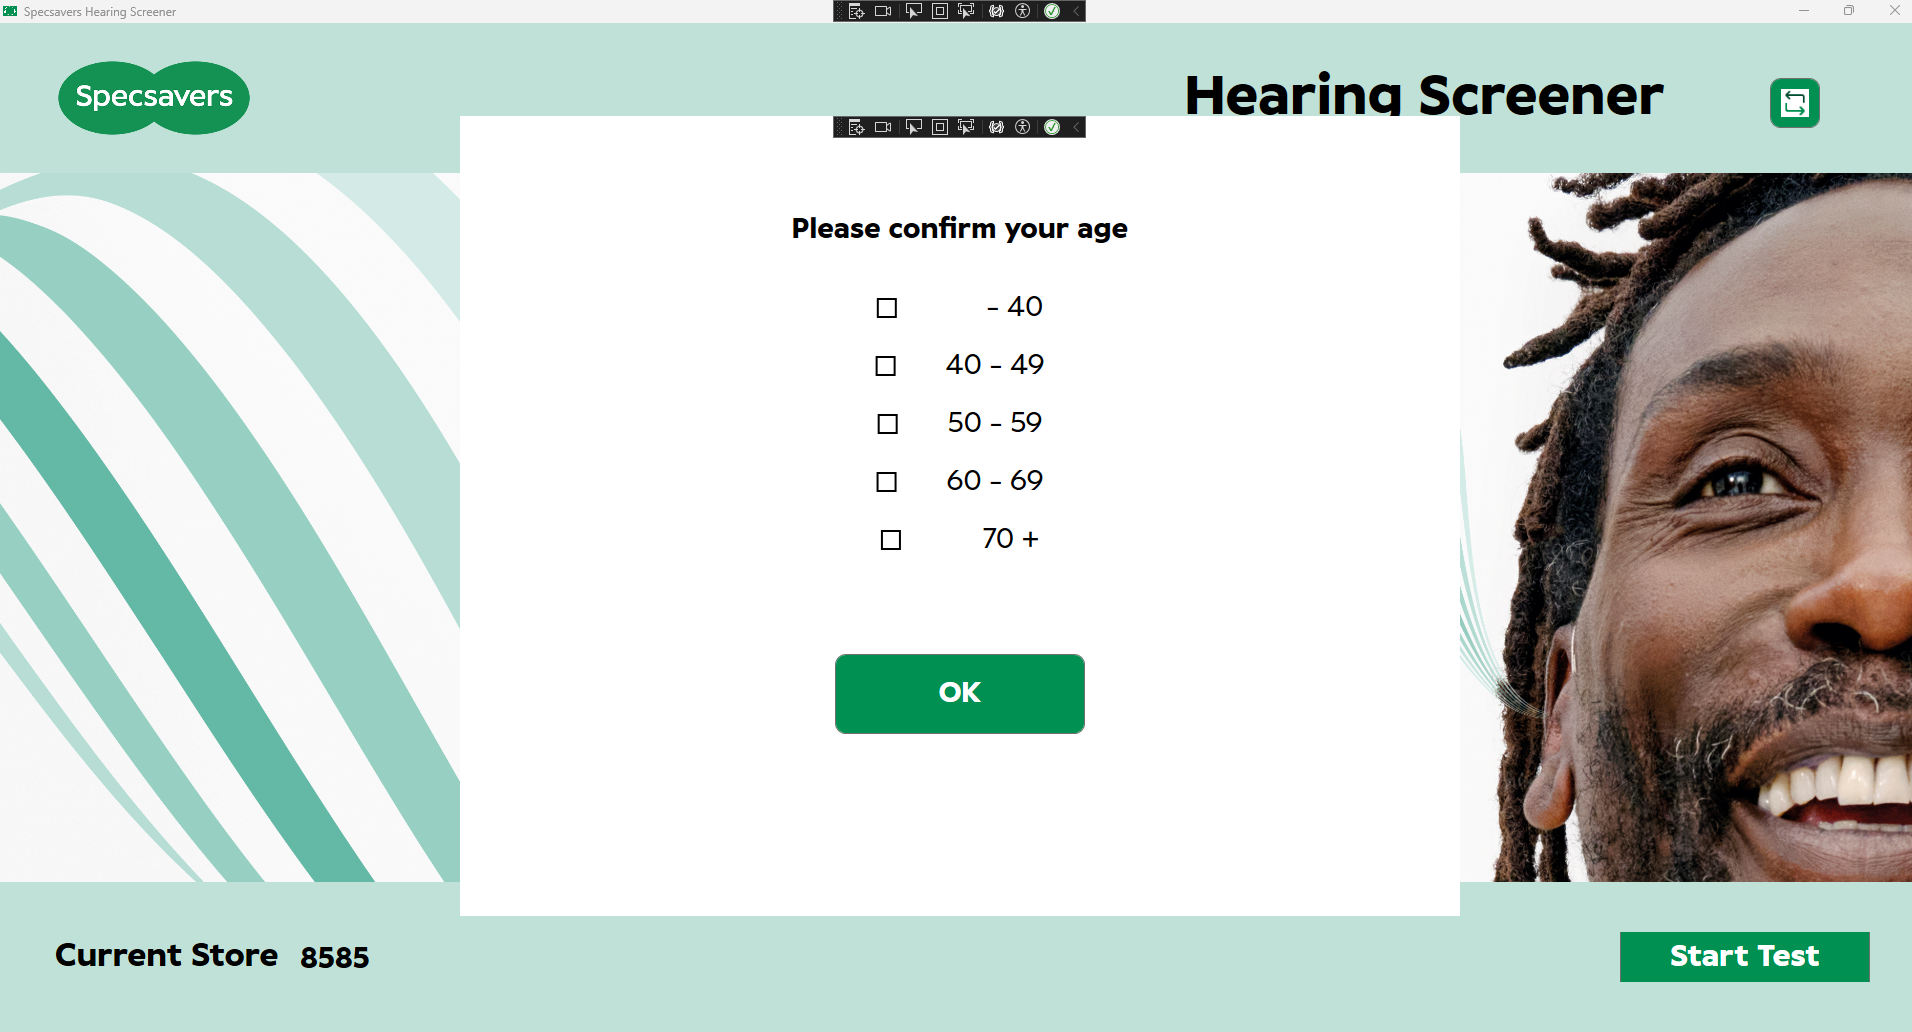 Specsavers Hearing Screener
Specsavers
Hearing Screener
Please confirm your age
- 40
40 - 49
50 - 59
60 - 69
70 +
OK
Current Store 8585
Start Test